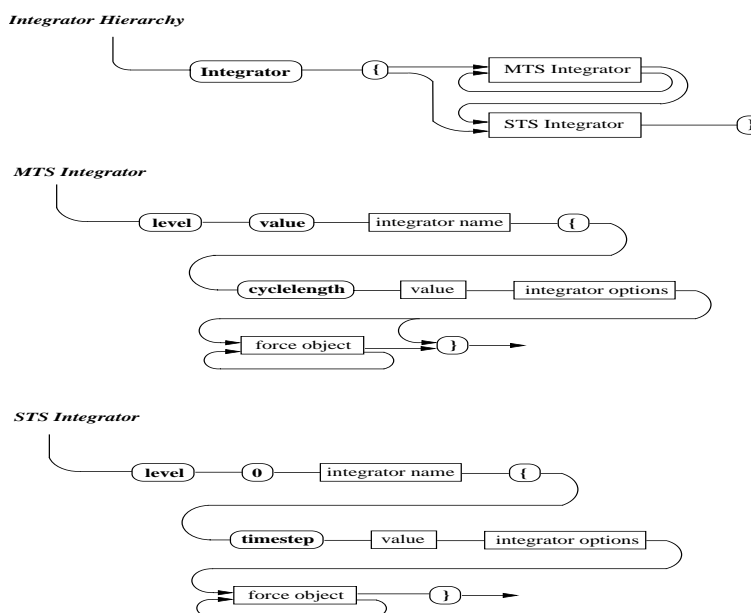 Integrator Hierarchy
Integrator { MTS Integrator
STS Integrator }
MTS Integrator
level value integrator name {
cyclelength value integrator options
force object }
STS Integrator
level 0 integrator name {
timestep value integrator options
force object }